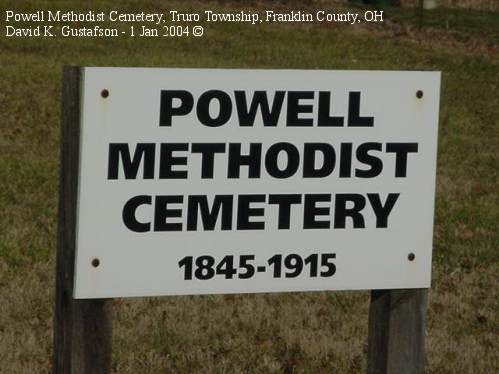 Powell Methodist Cemetery, Truro Township, Franklin County, OH
David K. Gustafson - 1 Jan 2004 ©
POWELL
METHODIST
CEMETERY
1845-1915